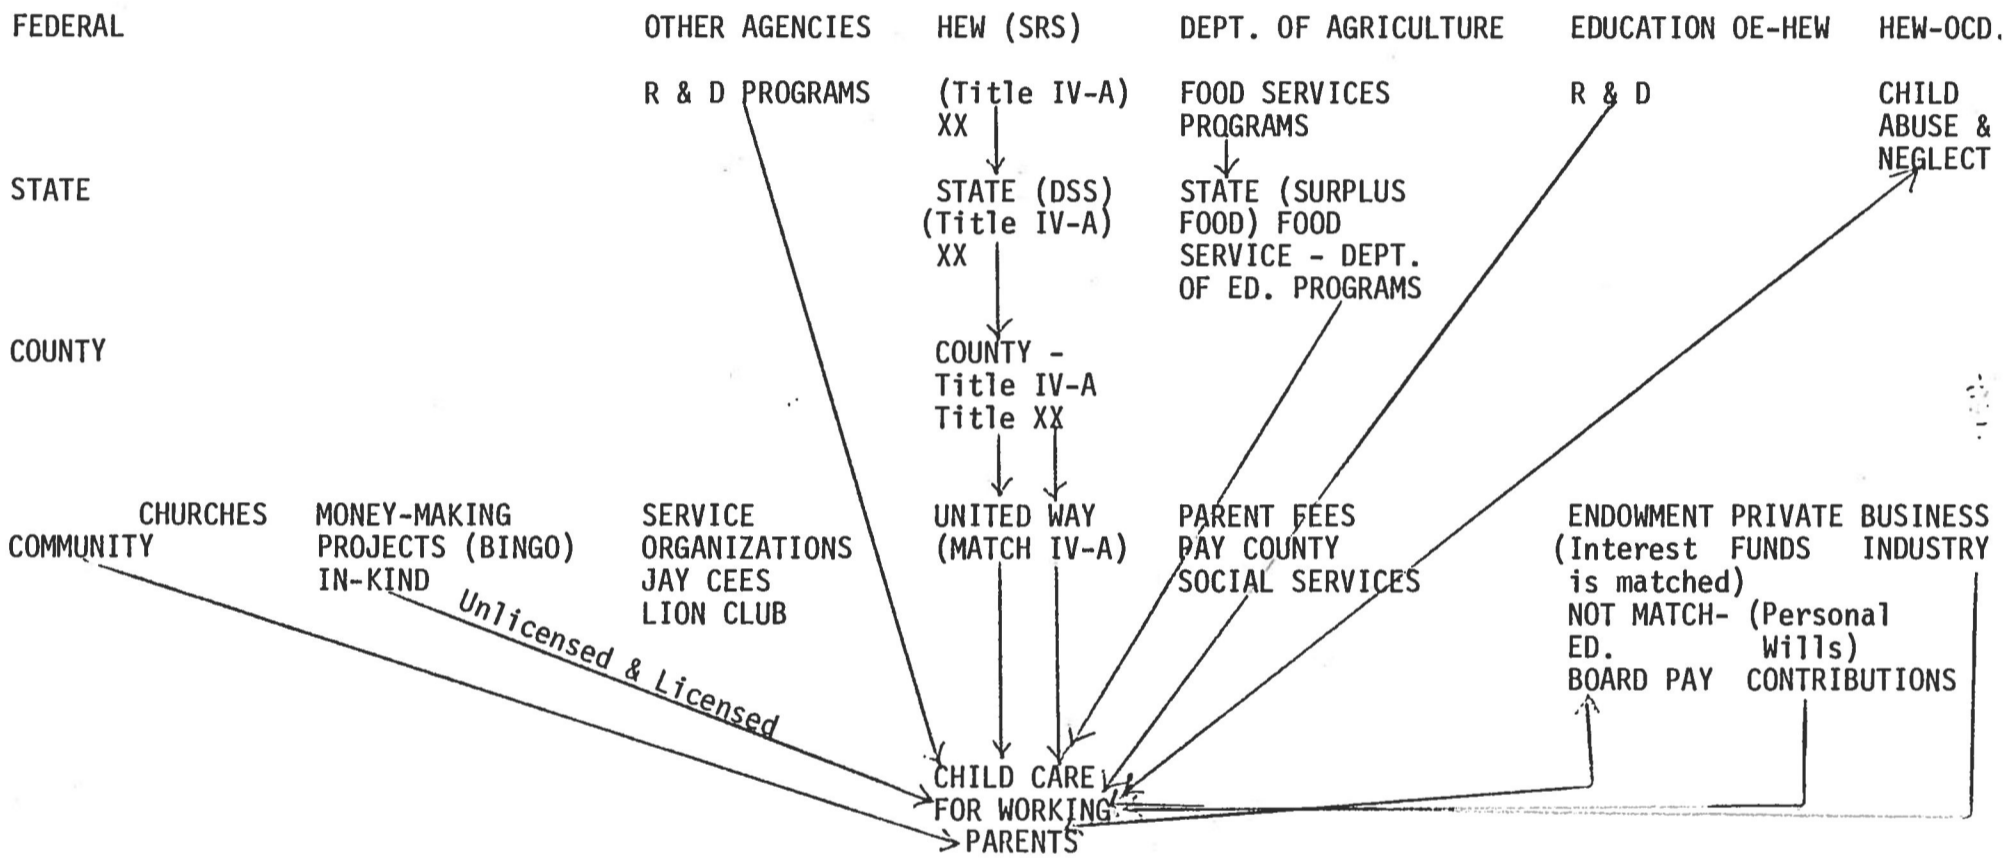 FEDERAL OTHER AGENCIES HEW (SRS) DEPT. OF AGRICULTURE EDUCATION OE-HEW HEW-OCD.
R & D PROGRAMS (Title IV-A) FOOD SERVICES R & D CHILD
XX PROGRAMS ABUSE &
NEGLECT
STATE STATE (DSS) STATE (SURPLUS
(Title IV-A) FOOD) FOOD
XX SERVICE - DEPT.
OF ED. PROGRAMS
COUNTY COUNTY -
Title IV-A
Title XX
CHURCHES MONEY-MAKING SERVICE UNITED WAY PARENT FEES ENDOWMENT PRIVATE BUSINESS
COMMUNITY PROJECTS (BINGO) ORGANIZATIONS (MATCH IV-A) PAY COUNTY (Interest FUNDS INDUSTRY
IN-KIND JAY CEES SOCIAL SERVICES is matched)
LION CLUB NOT MATCH- (Personal
ED. Wills)
BOARD PAY CONTRIBUTIONS
Unlicensed & Licensed
CHILD CARE
FOR WORKING
PARENTS